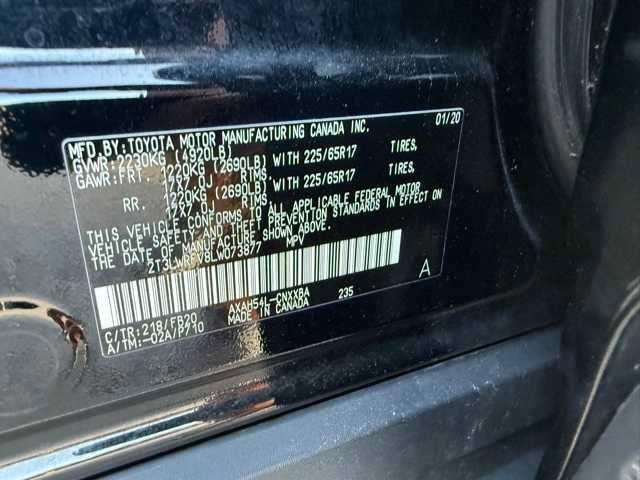 MFD.BY:TOYOTA MOTOR MANUFACTURING CANADA INC. 01/20
GVWR:2230KG (4920LB)
GAWR:FRT 1220KG (2690LB) WITH 225/65R17 TIRES,
17X7.0J RIMS
RR. 1220KG (2690LB) WITH 225/65R17 TIRES,
17X7.0J RIMS
THIS VEHICLE CONFORMS TO ALL APPLICABLE FEDERAL MOTOR
VEHICLE SAFETY AND THEFT PREVENTION STANDARDS IN EFFECT ON
THE DATE OF MANUFACTURE SHOWN ABOVE.
2T3LWRFV8LW073877 MPV
A
C/TR:218/FB20 AXAH54L-CNXXBA 235
A/TM:-02A/P710 MADE IN CANADA